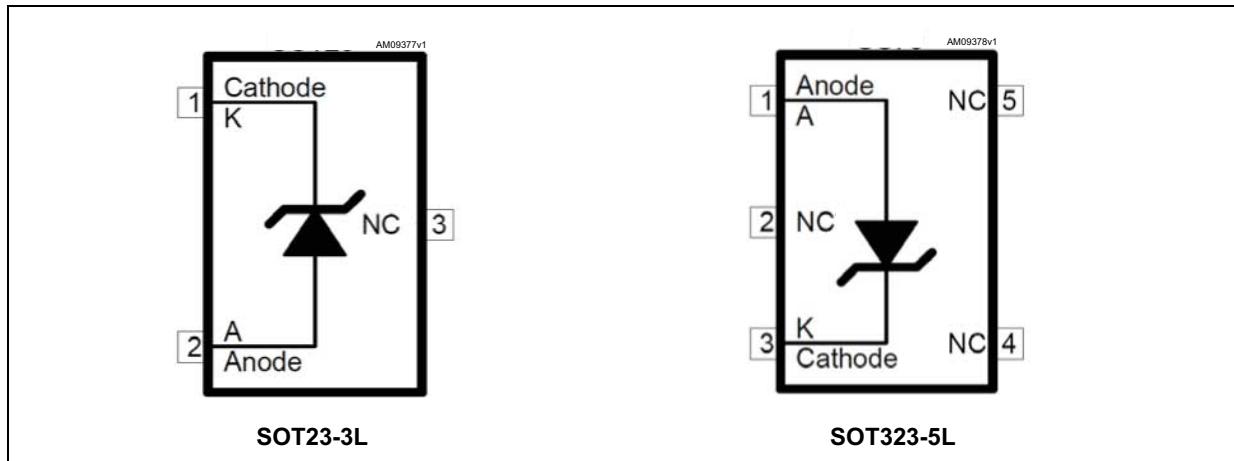 AM09377v1
1
Cathode
K
NC
3
2
A
Anode
SOT23-3L
AM09378v1
1
Anode
A
NC
5
2
NC
3
K
Cathode
NC
4
SOT323-5L